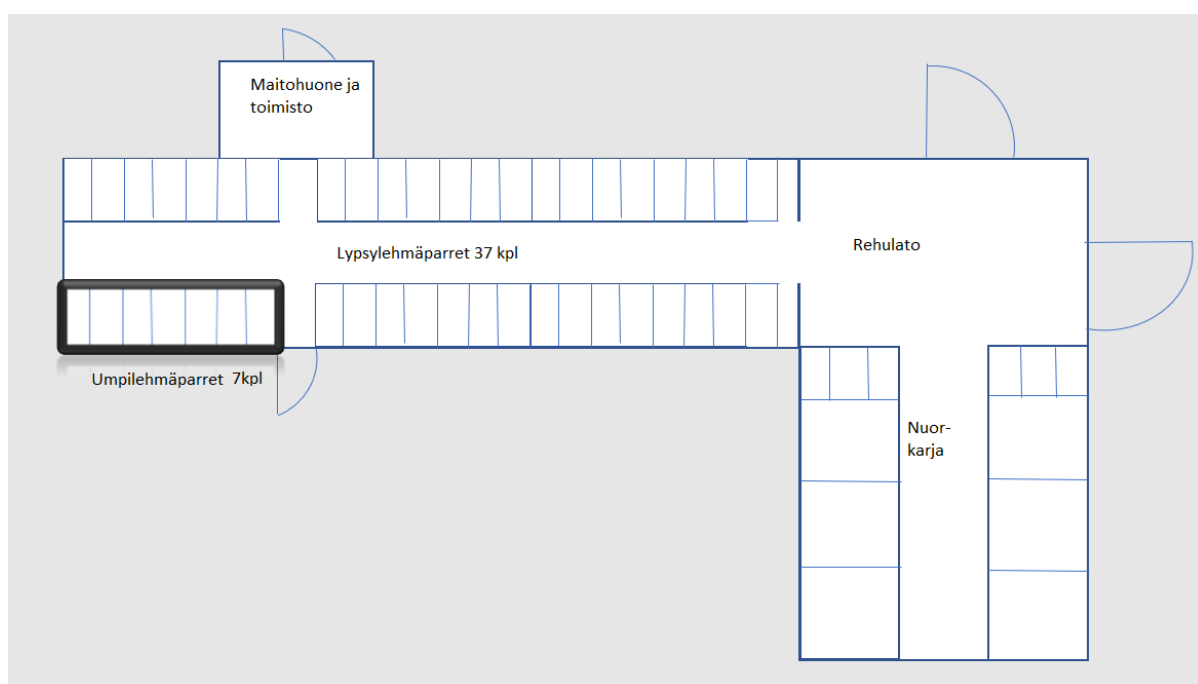 Maitohuone ja
toimisto
Lypsylehmäparret 37 kpl
Rehulato
Umpilehmäparret 7kpl
Nuor-
karja